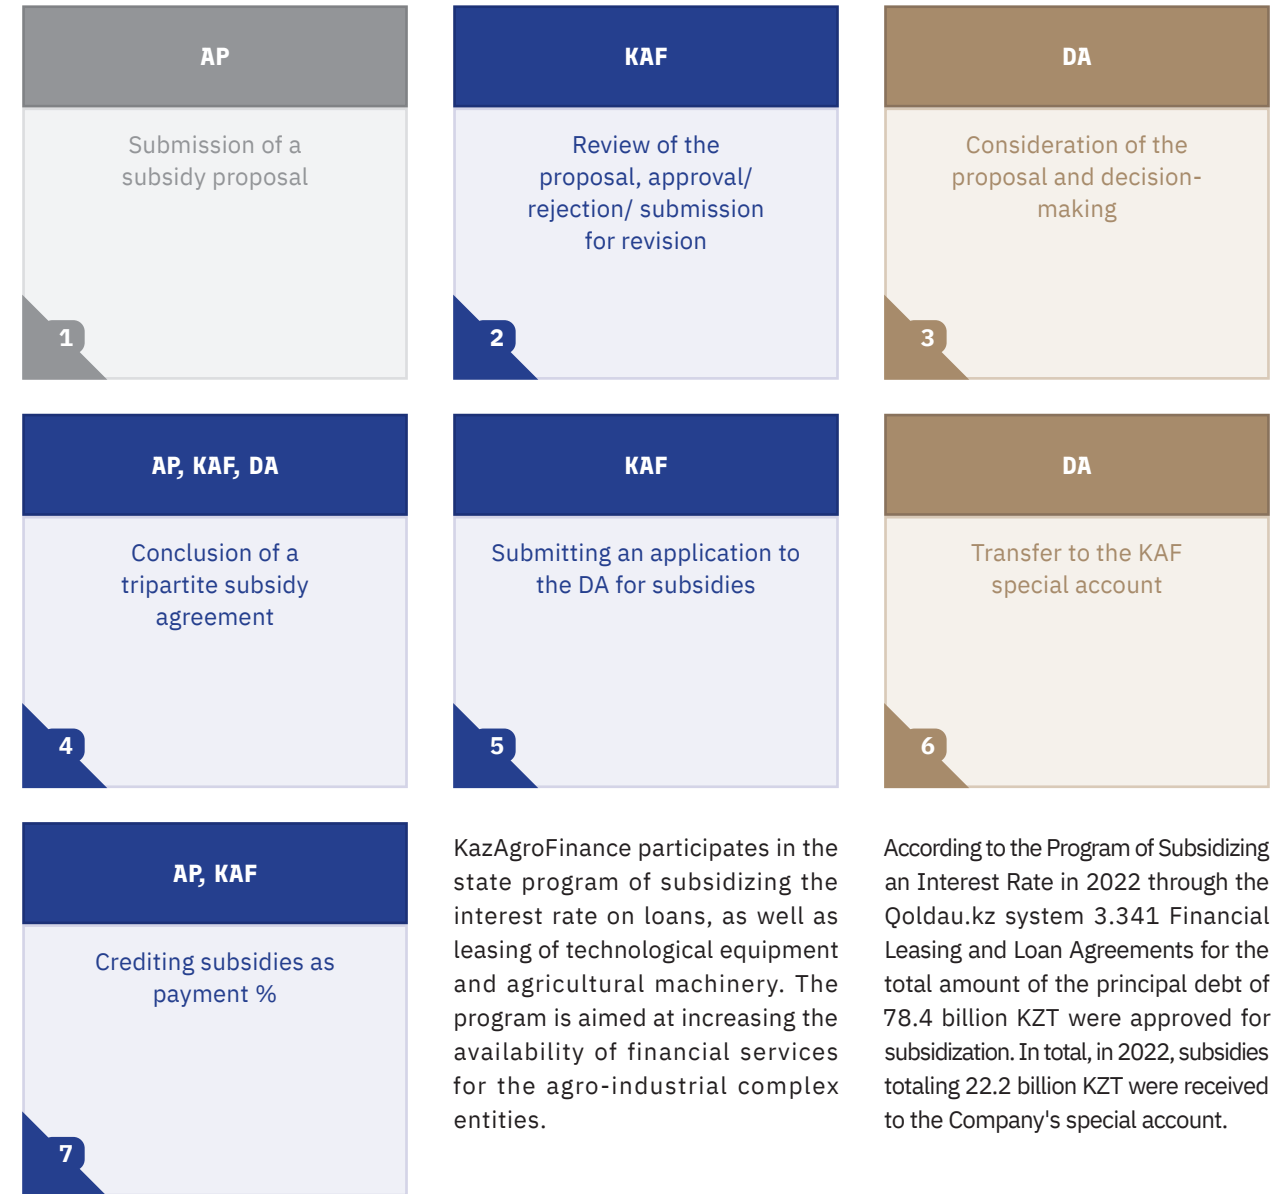 AP
Submission of a
subsidy proposal
1
KAF
Review of the
proposal, approval/
rejection/ submission
for revision
2
DA
Consideration of the
proposal and decision-
making
3
AP, KAF, DA
Conclusion of a
tripartite subsidy
agreement
4
KAF
Submitting an application to
the DA for subsidies
5
DA
Transfer to the KAF
special account
6
AP, KAF
Crediting subsidies as
payment %
7
KazAgroFinance participates in the
state program of subsidizing the
interest rate on loans, as well as
leasing of technological equipment
and agricultural machinery. The
program is aimed at increasing the
availability of financial services
for the agro-industrial complex
entities.
According to the Program of Subsidizing
an Interest Rate in 2022 through the
Qoldau.kz system 3.341 Financial
Leasing and Loan Agreements for the
total amount of the principal debt of
78.4 billion KZT were approved for
subsidization. In total, in 2022, subsidies
totaling 22.2 billion KZT were received
to the Company's special account.